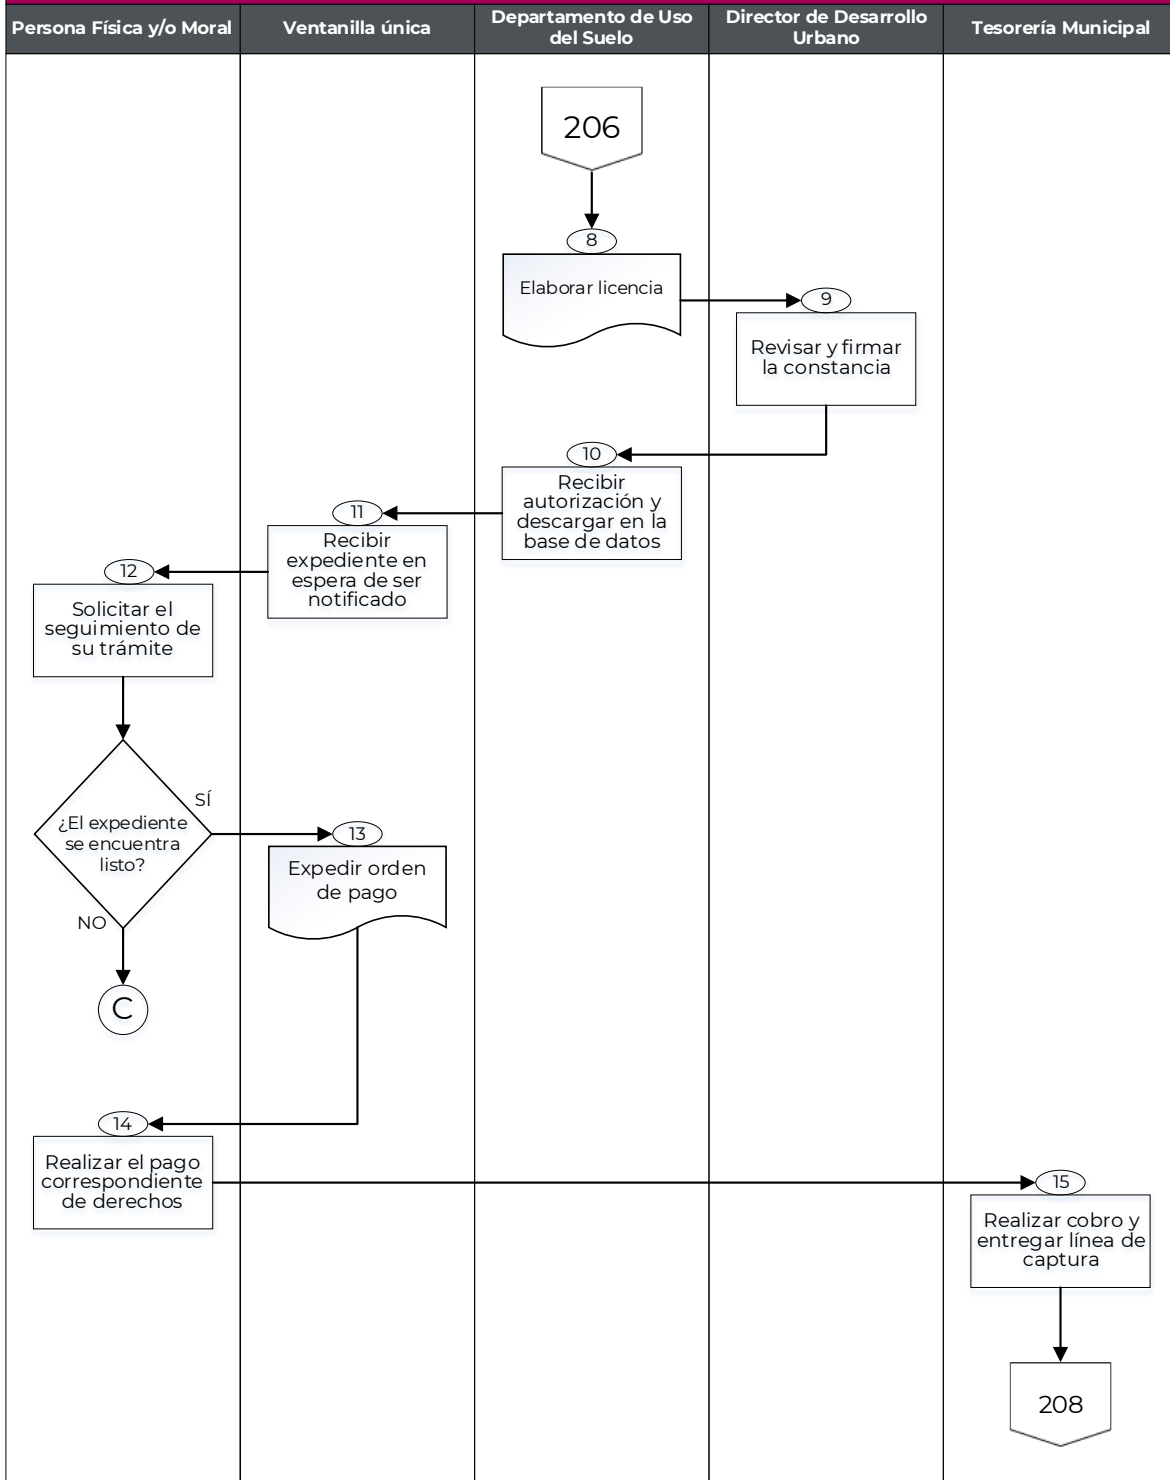 Persona Física y/o Moral
Ventanilla única
Departamento de Uso
del Suelo
Director de Desarrollo
Urbano
Tesorería Municipal
206
8
Elaborar licencia
9
Revisar y firmar
la constancia
10
Recibir
autorización y
descargar en la
base de datos
11
Recibir
expediente en
espera de ser
notificado
12
Solicitar el
seguimiento de
su trámite
¿El expediente
se encuentra
listo?
SÍ
NO
13
Expedir orden
de pago
C
14
Realizar el pago
correspondiente
de derechos
15
Realizar cobro y
entregar línea de
captura
208